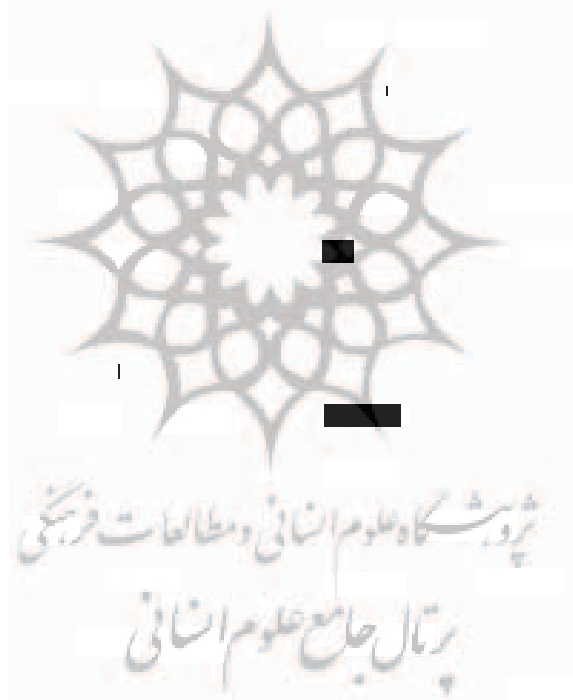 پژوهشگاه علوم انسانی و مطالعات فرهنگی
پرتال جامع علوم انسانی